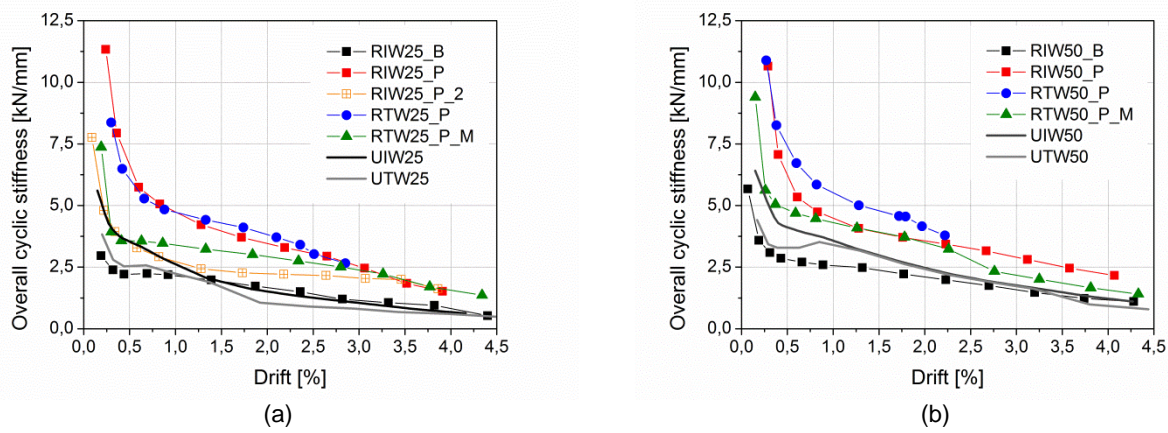 Overall cyclic stiffness [kN/mm]
12,5
10,0
7,5
5,0
2,5
0,0
RIW25_B
RIW25_P
RIW25_P_2
RTW25_P
RTW25_P_M
UIW25
UTW25
0,0 0,5 1,0 1,5 2,0 2,5 3,0 3,5 4,0 4,5
Drift [%]
(a)
Overall cyclic stiffness [kN/mm]
12,5
10,0
7,5
5,0
2,5
0,0
RIW50_B
RIW50_P
RTW50_P
RTW50_P_M
UIW50
UTW50
0,0 0,5 1,0 1,5 2,0 2,5 3,0 3,5 4,0 4,5
Drift [%]
(b)